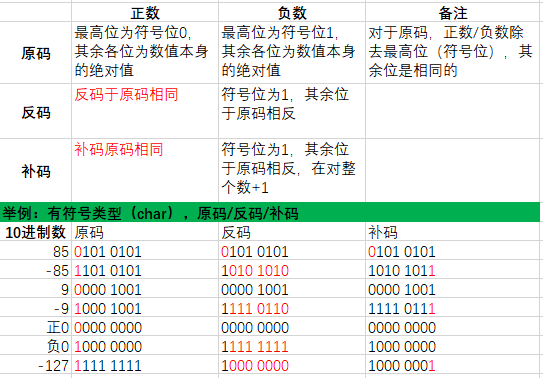 正数 负数 备注
原码 最高位为符号位0，其余各位为数值本身的绝对值 最高位为符号位1，其余各位为数值本身的绝对值 对于原码，正数/负数除去最高位（符号位），其余位是相同的
反码 反码于原码相同 符号位为1，其余位于原码相反
补码 补码原码相同 符号位为1，其余位于原码相反，在对整个数+1
举例：有符号类型（char），原码/反码/补码
10进制数 原码 反码 补码
85 0101 0101 0101 0101 0101 0101
-85 1101 0101 1010 1010 1010 1011
9 0000 1001 0000 1001 0000 1001
-9 1000 1001 1111 0110 1111 0111
正0 0000 0000 0000 0000 0000 0000
负0 1000 0000 1111 1111 1000 0000
-127 1111 1111 1000 0000 1000 0001